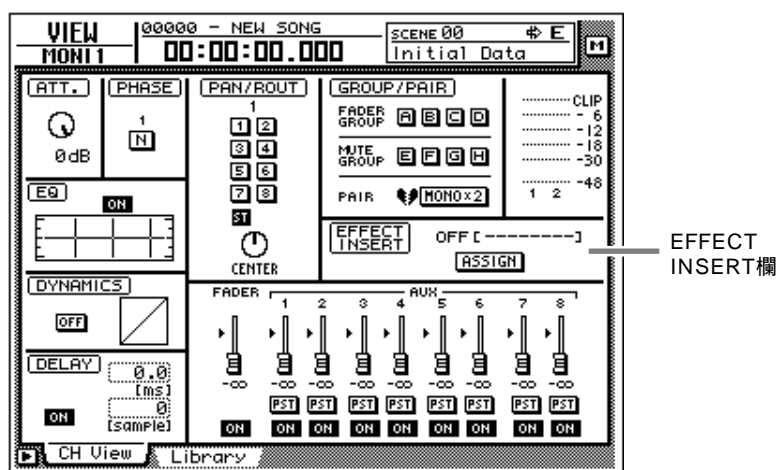 VIEW
MONI 1
00000 - NEW SONG
00:00:00.000
SCENE 00
E
Initial Data
M
ATT.
0dB
PHASE
1
N
PAN/ROUT
1
1 2
3 4
5 6
7 8
ST
CENTER
GROUP/PAIR
FADER GROUP A B C D
MUTE GROUP E F G H
PAIR MONO×2
CLIP
- 6
-12
-18
-30
-48
1 2
EQ
ON
EFFECT INSERT
OFF [---------]
ASSIGN
EFFECT
INSERT欄
DYNAMICS
OFF
DELAY
0.0
[ms]
0
[sample]
ON
FADER
AUX
1 2 3 4 5 6 7 8
-∞ -∞ -∞ -∞ -∞ -∞ -∞ -∞ -∞
PST PST PST PST PST PST PST PST
ON ON ON ON ON ON ON ON ON
CH View
Library